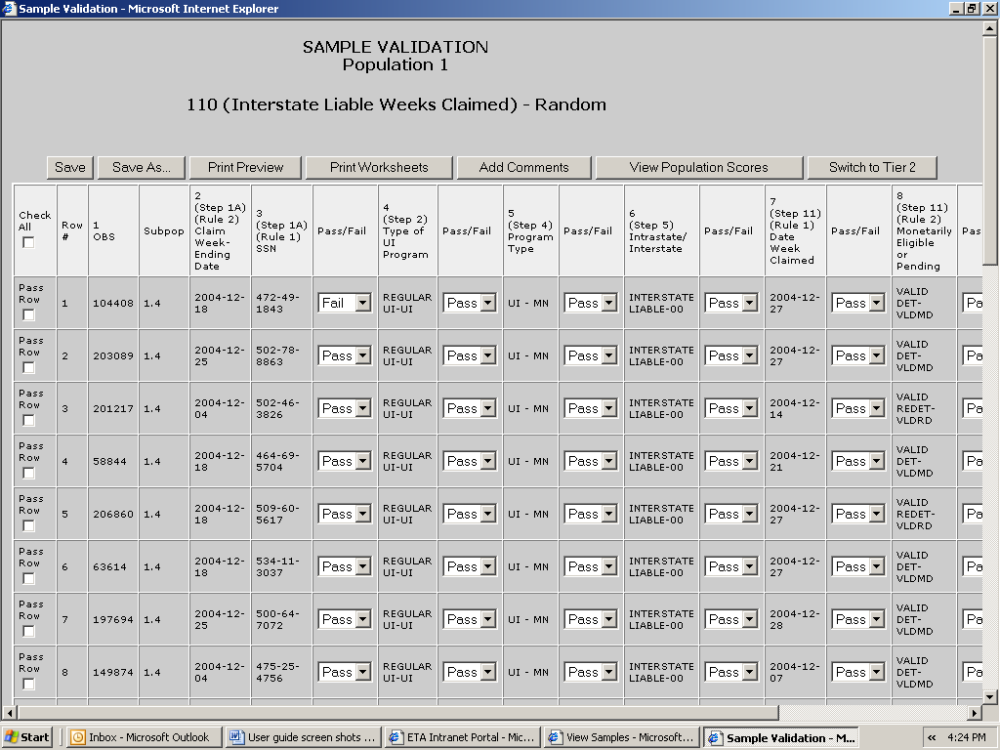 Sample Validation - Microsoft Internet Explorer
SAMPLE VALIDATION
Population 1
110 (Interstate Liable Weeks Claimed) - Random
Save Save As... Print Preview Print Worksheets Add Comments View Population Scores Switch to Tier 2
Check All
Row #
1 OBS
Subpop
2 (Step 1A) (Rule 2) Claim Week-Ending Date
3 (Step 1A) (Rule 1) SSN
Pass/Fail
4 (Step 2) Type of UI Program
Pass/Fail
5 (Step 4) Program Type
Pass/Fail
6 (Step 5) Intrastate/ Interstate
Pass/Fail
7 (Step 11) (Rule 1) Date Week Claimed
Pass/Fail
8 (Step 11) (Rule 2) Monetarily Eligible or Pending
Pas
Pass Row 1 104408 1.4 2004-12-18 472-49-1843 Fail REGULAR UI-UI Pass UI - MN Pass INTERSTATE LIABLE-00 Pass 2004-12-27 Pass VALID DET-VLDMD Pa
Pass Row 2 203089 1.4 2004-12-25 502-78-8863 Pass REGULAR UI-UI Pass UI - MN Pass INTERSTATE LIABLE-00 Pass 2004-12-27 Pass VALID DET-VLDMD Pa
Pass Row 3 201217 1.4 2004-12-04 502-46-3826 Pass REGULAR UI-UI Pass UI - MN Pass INTERSTATE LIABLE-00 Pass 2004-12-14 Pass VALID REDET-VLDRD Pa
Pass Row 4 58844 1.4 2004-12-18 464-69-5704 Pass REGULAR UI-UI Pass UI - MN Pass INTERSTATE LIABLE-00 Pass 2004-12-21 Pass VALID DET-VLDMD Pa
Pass Row 5 206860 1.4 2004-12-18 509-60-5617 Pass REGULAR UI-UI Pass UI - MN Pass INTERSTATE LIABLE-00 Pass 2004-12-27 Pass VALID REDET-VLDRD Pa
Pass Row 6 63614 1.4 2004-12-18 534-11-3037 Pass REGULAR UI-UI Pass UI - MN Pass INTERSTATE LIABLE-00 Pass 2004-12-27 Pass VALID DET-VLDMD Pa
Pass Row 7 197694 1.4 2004-12-25 500-64-7072 Pass REGULAR UI-UI Pass UI - MN Pass INTERSTATE LIABLE-00 Pass 2004-12-28 Pass VALID DET-VLDMD Pa
Pass Row 8 149874 1.4 2004-12-04 475-25-4756 Pass REGULAR UI-UI Pass UI - MN Pass INTERSTATE LIABLE-00 Pass 2004-12-07 Pass VALID DET-VLDMD Pa
Start Inbox - Microsoft Outlook User guide screen shots ... ETA Intranet Portal - Mic... View Samples - Microsoft... Sample Validation - M... « 4:24 PM